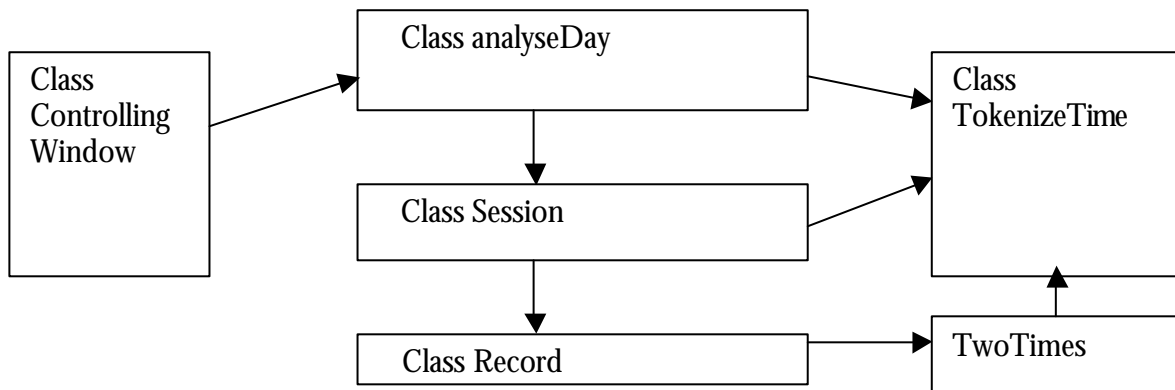 Class analyseDay
Class
Controlling
Window
Class
TokenizeTime
Class Session
Class Record
TwoTimes